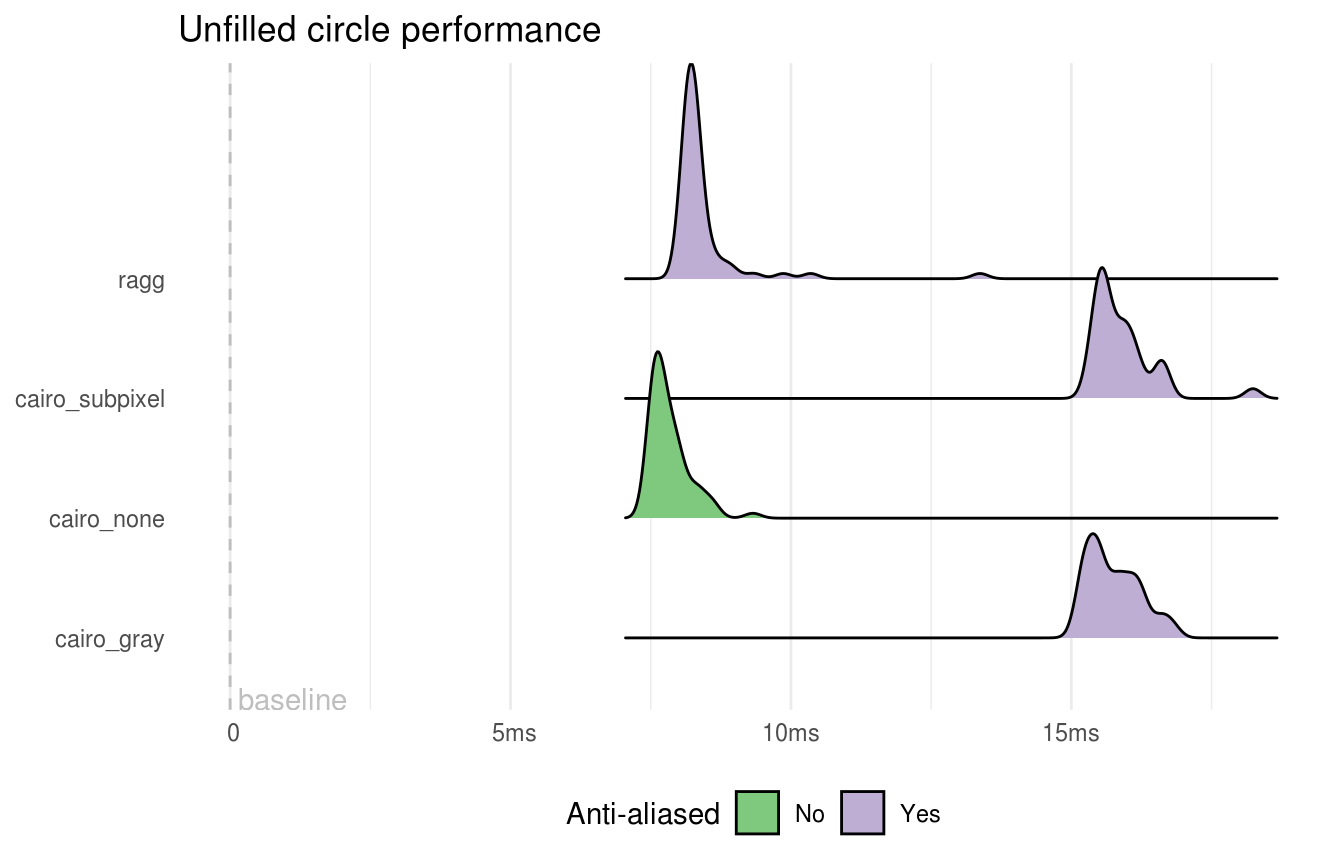 Unfilled circle performance
ragg
cairo_subpixel
cairo_none
cairo_gray
baseline
0 5ms 10ms 15ms
Anti-aliased No Yes